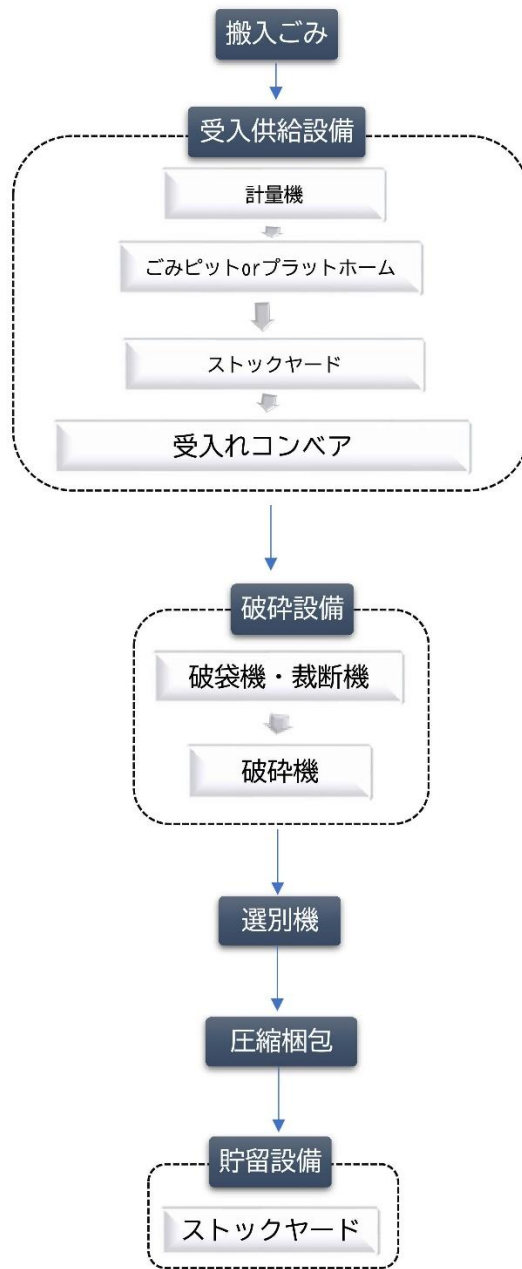 搬入ごみ
受入供給設備
計量機
ごみピットorプラットホーム
ストックヤード
受入れコンベア
破砕設備
破袋機・裁断機
破砕機
選別機
圧縮梱包
貯留設備
ストックヤード